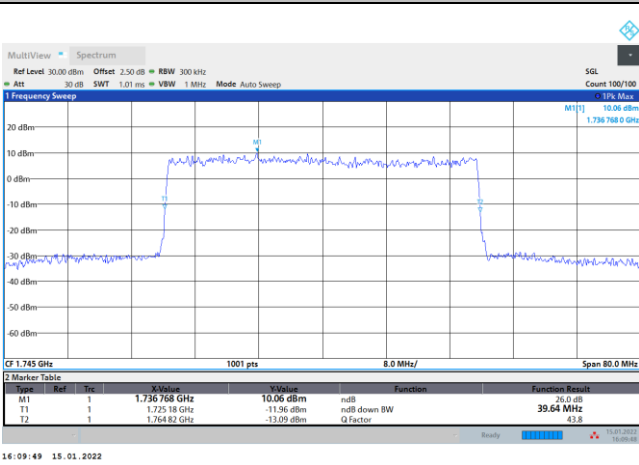 MultiView Spectrum
Ref Level 30.00 dBm Offset 2.50 dB RBW 300 kHz SGL
Att 30 dB SWT 1.01 ms VBW 1 MHz Mode Auto Sweep Count 100/100
1 Frequency Sweep 1Pk Max
M1[1] 10.06 dBm
1.736 768 0 GHz
20 dBm
M1
10 dBm
0 dBm
T1
T2
-10 dBm
-20 dBm
-30 dBm
-40 dBm
-50 dBm
-60 dBm
CF 1.745 GHz 1001 pts 8.0 MHz/ Span 80.0 MHz
2 Marker Table
Type Ref Trc X-Value Y-Value Function Function Result
M1 1 1.736 768 GHz 10.06 dBm ndB 26.0 dB
T1 1 1.725 18 GHz -11.96 dBm ndB down BW 39.64 MHz
T2 1 1.764 82 GHz -13.09 dBm Q Factor 43.8
Ready 15.01.2022
16:09:48
16:09:49 15.01.2022